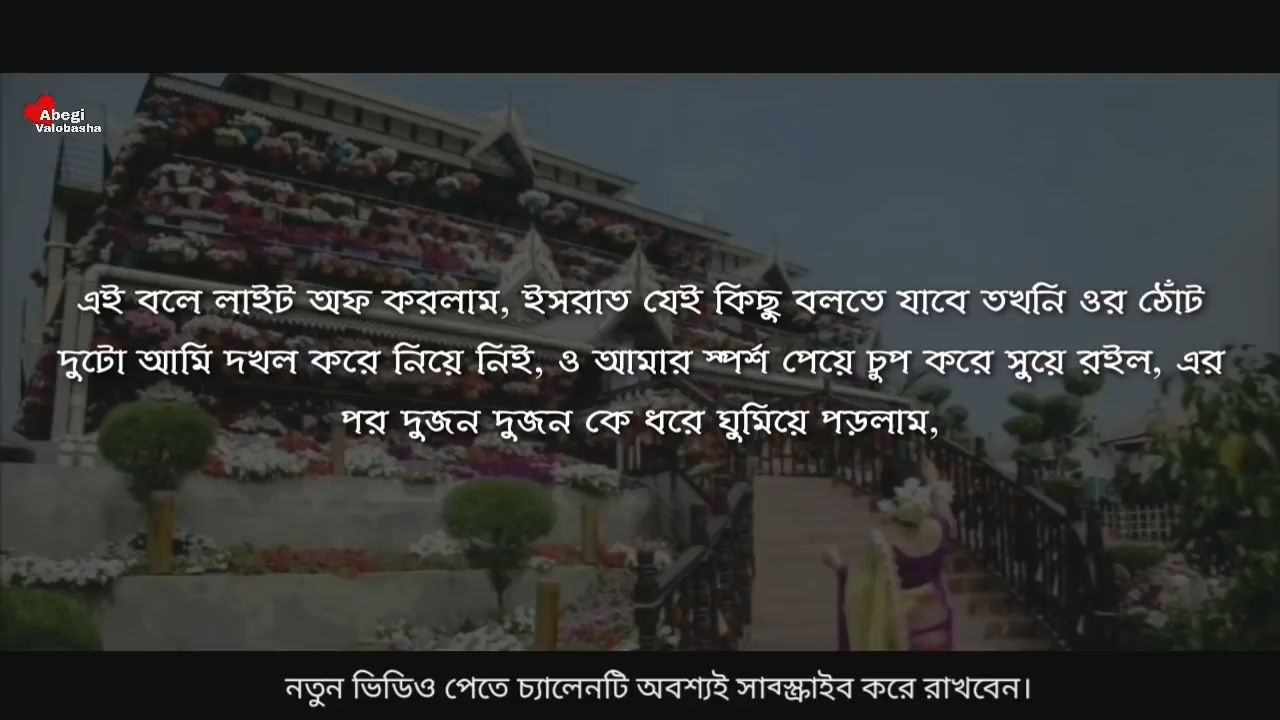 Abegi
Valobasha
এই বলে লাইট অফ করলাম, ইসরাত যেই কিছু বলতে যাবে তখনি ওর ঠোঁট
দুটো আমি দখল করে নিয়ে নিই, ও আমার স্পর্শ পেয়ে চুপ করে সুয়ে রইল, এর
পর দুজন দুজন কে ধরে ঘুমিয়ে পড়লাম,
নতুন ভিডিও পেতে চ্যালেনটি অবশ্যই সাবস্ক্রাইব করে রাখবেন।